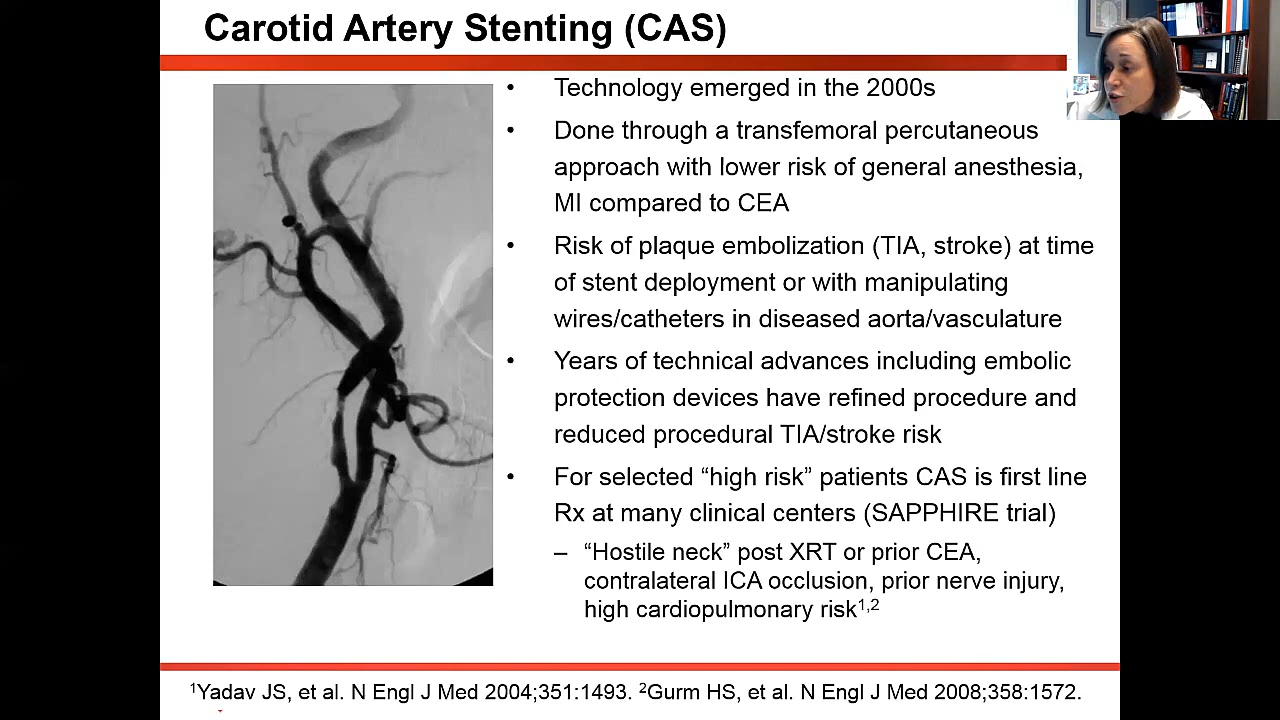 Carotid Artery Stenting (CAS)
• Technology emerged in the 2000s
• Done through a transfemoral percutaneous
approach with lower risk of general anesthesia,
MI compared to CEA
• Risk of plaque embolization (TIA, stroke) at time
of stent deployment or with manipulating
wires/catheters in diseased aorta/vasculature
• Years of technical advances including embolic
protection devices have refined procedure and
reduced procedural TIA/stroke risk
• For selected “high risk” patients CAS is first line
Rx at many clinical centers (SAPPHIRE trial)
– “Hostile neck” post XRT or prior CEA,
contralateral ICA occlusion, prior nerve injury,
high cardiopulmonary risk¹,²
¹Yadav JS, et al. N Engl J Med 2004;351:1493. ²Gurm HS, et al. N Engl J Med 2008;358:1572.